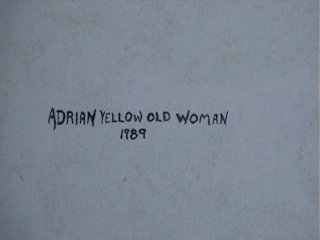 ADRIAN YELLOW OLD WOMAN
1989